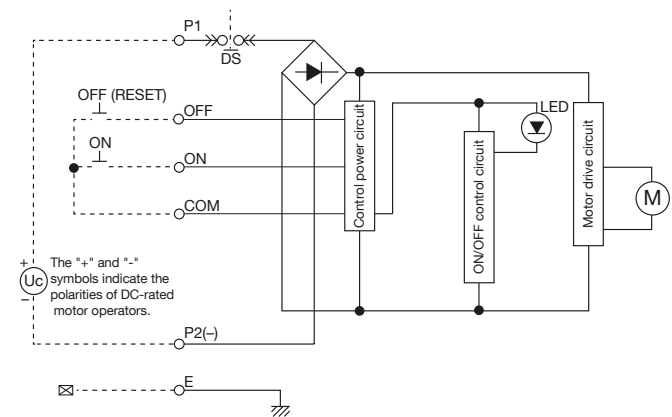 P1
DS
OFF (RESET)
OFF
ON
ON
COM
Control power circuit
ON/OFF control circuit
LED
Motor drive circuit
M
+
Uc
−
The "+" and "-"
symbols indicate the
polarities of DC-rated
motor operators.
P2(−)
E